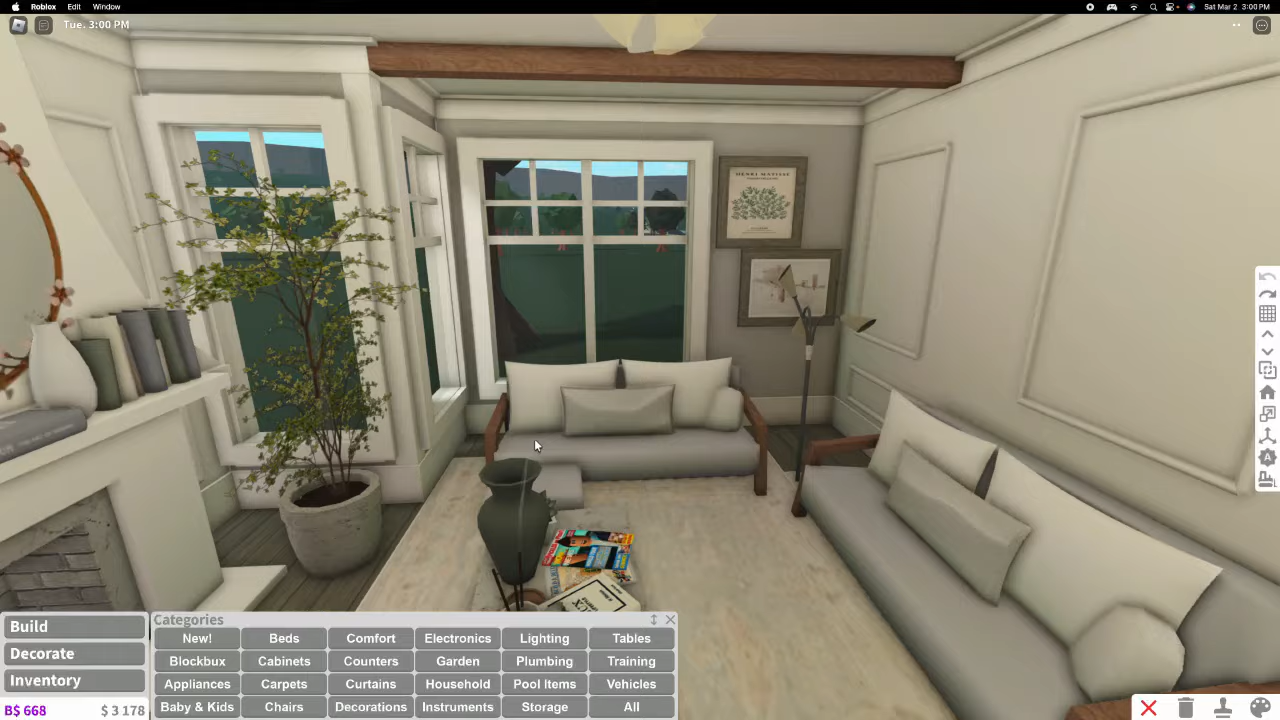 Roblox Edit Window Sat Mar 2 3:00 PM
Tue. 3:00 PM
HENRI MATISSE
Categories
Build
Decorate
Inventory
B$ 668 $ 3 178
New! Beds Comfort Electronics Lighting Tables
Blockbux Cabinets Counters Garden Plumbing Training
Appliances Carpets Curtains Household Pool Items Vehicles
Baby & Kids Chairs Decorations Instruments Storage All